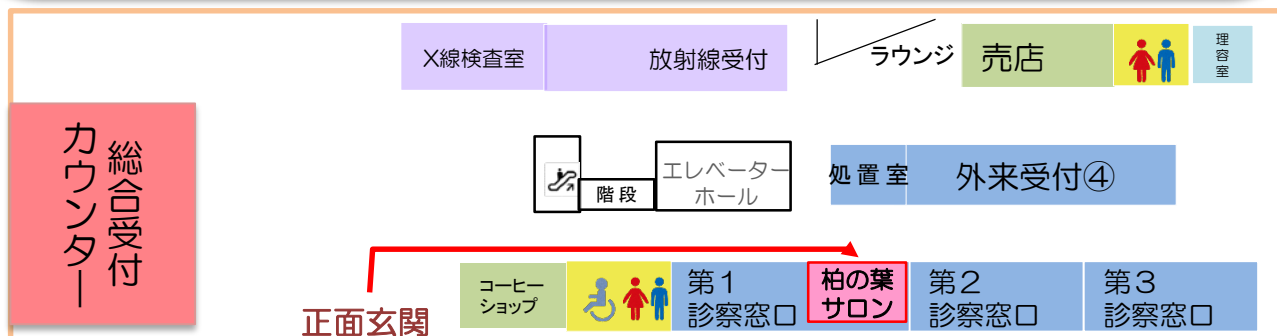 X線検査室
放射線受付
ラウンジ
売店
理容室
総合受付
カウンター
階段
エレベーター
ホール
処置室
外来受付④
正面玄関
コーヒー
ショップ
第1
診察窓口
柏の葉
サロン
第2
診察窓口
第3
診察窓口